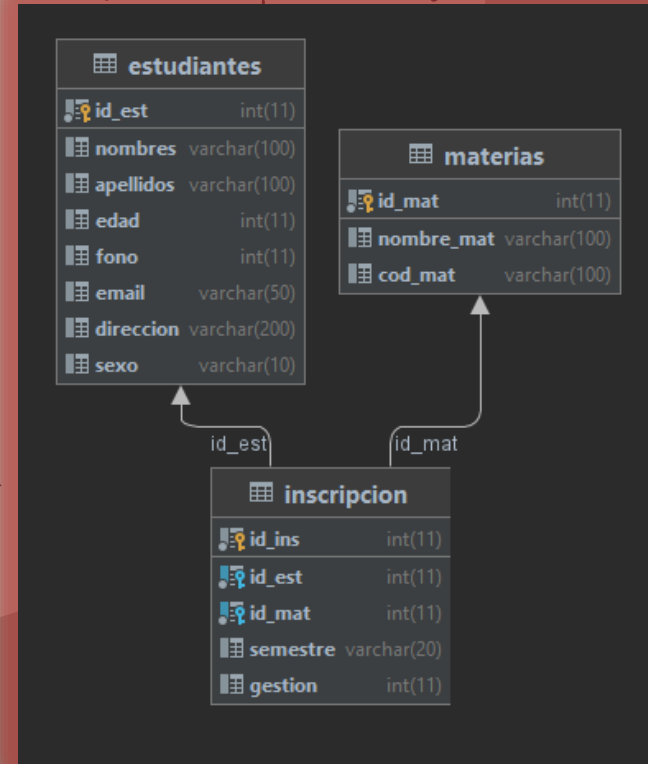 estudiantes
id_est int(11)
nombres varchar(100)
apellidos varchar(100)
edad int(11)
fono int(11)
email varchar(50)
direccion varchar(200)
sexo varchar(10)
materias
id_mat int(11)
nombre_mat varchar(100)
cod_mat varchar(100)
id_est
id_mat
inscripcion
id_ins int(11)
id_est int(11)
id_mat int(11)
semestre varchar(20)
gestion int(11)